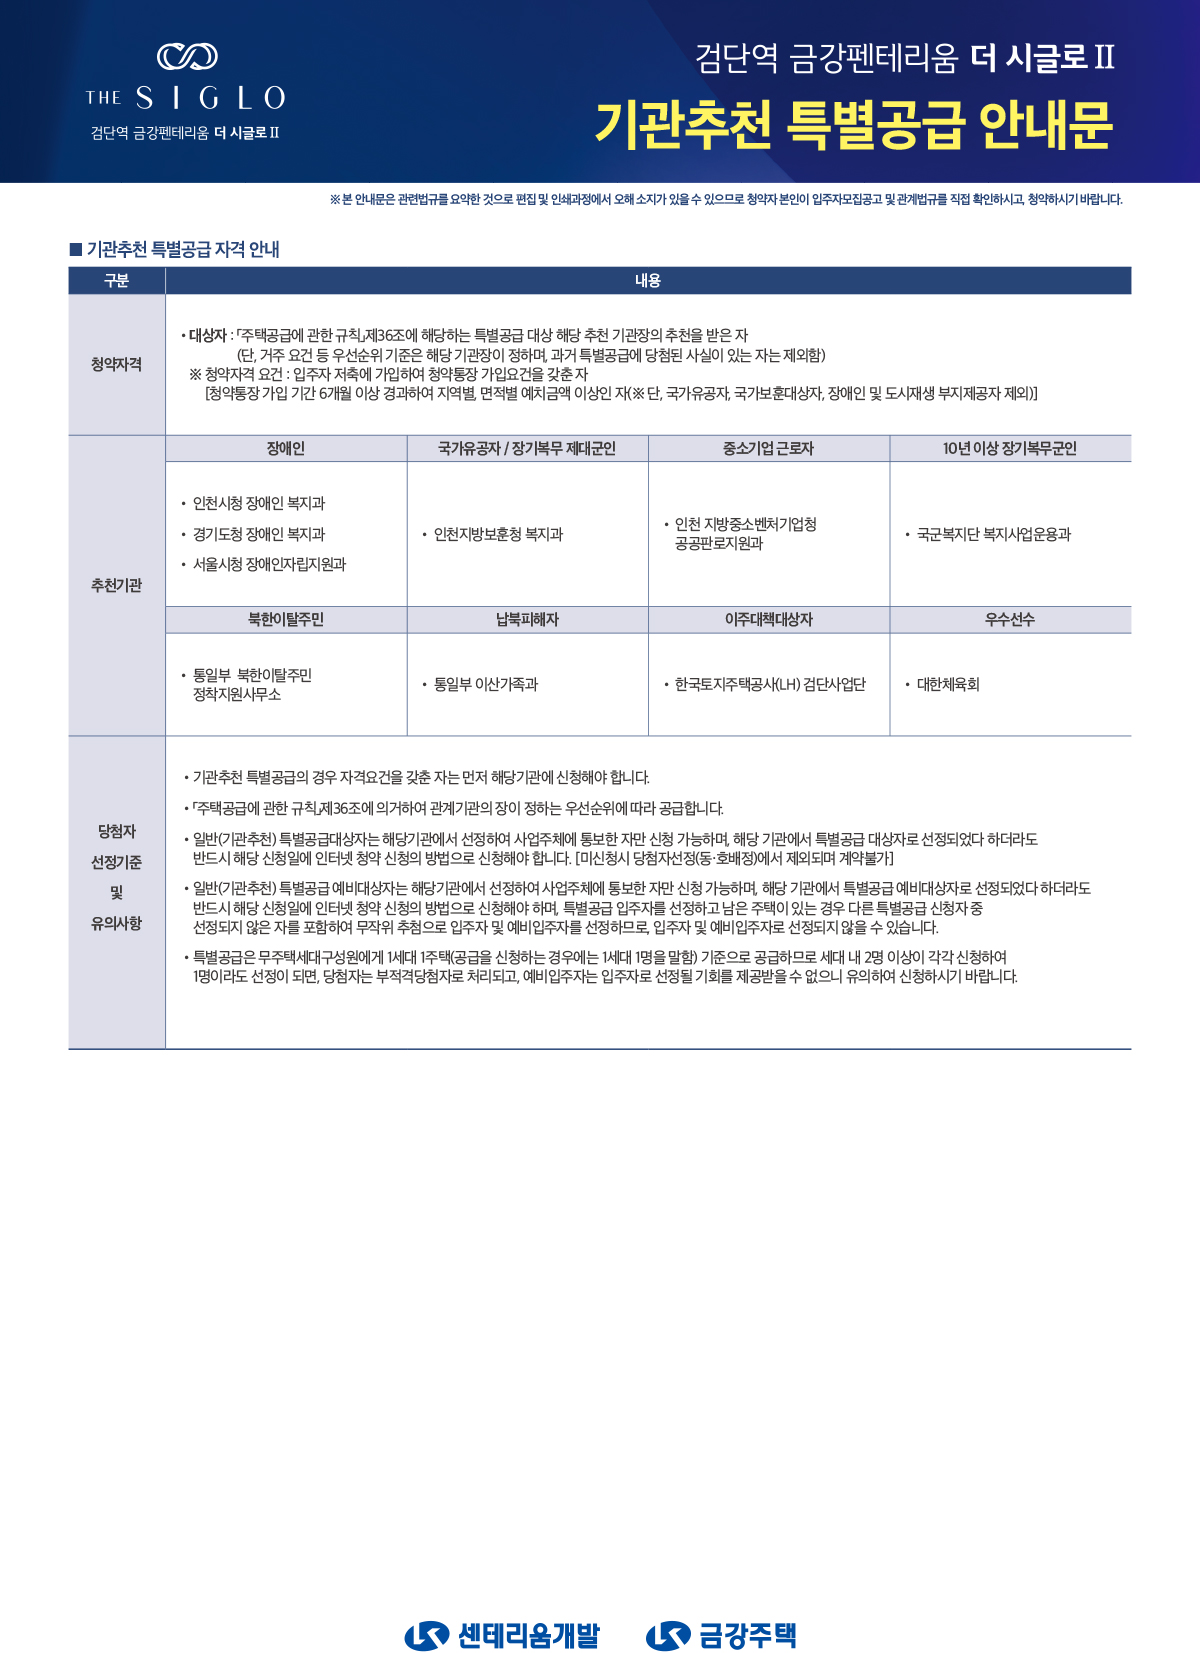 THE SIGLO
검단역 금강펜테리움 더 시글로Ⅱ
검단역 금강펜테리움 더 시글로Ⅱ
기관추천 특별공급 안내문
※ 본 안내문은 관련법규를 요약한 것으로 편집 및 인쇄과정에서 오해 소지가 있을 수 있으므로 청약자 본인이 입주자모집공고 및 관계법규를 직접 확인하시고, 청약하시기 바랍니다.
■ 기관추천 특별공급 자격 안내
구분 내용
청약자격
• 대상자 : 「주택공급에 관한 규칙」제36조에 해당하는 특별공급 대상 해당 추천 기관장의 추천을 받은 자
(단, 거주 요건 등 우선순위 기준은 해당 기관장이 정하며, 과거 특별공급에 당첨된 사실이 있는 자는 제외함)
※ 청약자격 요건 : 입주자 저축에 가입하여 청약통장 가입요건을 갖춘 자
[청약통장 가입 기간 6개월 이상 경과하여 지역별, 면적별 예치금액 이상인 자(※ 단, 국가유공자, 국가보훈대상자, 장애인 및 도시재생 부지제공자 제외)]
추천기관
장애인 국가유공자 / 장기복무 제대군인 중소기업 근로자 10년 이상 장기복무군인
• 인천시청 장애인 복지과
• 경기도청 장애인 복지과
• 서울시청 장애인자립지원과
• 인천지방보훈청 복지과
• 인천 지방중소벤처기업청
공공판로지원과
• 국군복지단 복지사업운용과
북한이탈주민 납북피해자 이주대책대상자 우수선수
• 통일부 북한이탈주민
정착지원사무소
• 통일부 이산가족과
• 한국토지주택공사(LH) 검단사업단
• 대한체육회
당첨자
선정기준
및
유의사항
• 기관추천 특별공급의 경우 자격요건을 갖춘 자는 먼저 해당기관에 신청해야 합니다.
• 「주택공급에 관한 규칙」제36조에 의거하여 관계기관의 장이 정하는 우선순위에 따라 공급합니다.
• 일반(기관추천) 특별공급대상자는 해당기관에서 선정하여 사업주체에 통보한 자만 신청 가능하며, 해당 기관에서 특별공급 대상자로 선정되었다 하더라도
반드시 해당 신청일에 인터넷 청약 신청의 방법으로 신청해야 합니다. [미신청시 당첨자선정(동·호배정)에서 제외되며 계약불가]
• 일반(기관추천) 특별공급 예비대상자는 해당기관에서 선정하여 사업주체에 통보한 자만 신청 가능하며, 해당 기관에서 특별공급 예비대상자로 선정되었다 하더라도
반드시 해당 신청일에 인터넷 청약 신청의 방법으로 신청해야 하며, 특별공급 입주자를 선정하고 남은 주택이 있는 경우 다른 특별공급 신청자 중
선정되지 않은 자를 포함하여 무작위 추첨으로 입주자 및 예비입주자를 선정하므로, 입주자 및 예비입주자로 선정되지 않을 수 있습니다.
• 특별공급은 무주택세대구성원에게 1세대 1주택(공급을 신청하는 경우에는 1세대 1명을 말함) 기준으로 공급하므로 세대 내 2명 이상이 각각 신청하여
1명이라도 선정이 되면, 당첨자는 부적격당첨자로 처리되고, 예비입주자는 입주자로 선정될 기회를 제공받을 수 없으니 유의하여 신청하시기 바랍니다.
센테리움개발 금강주택